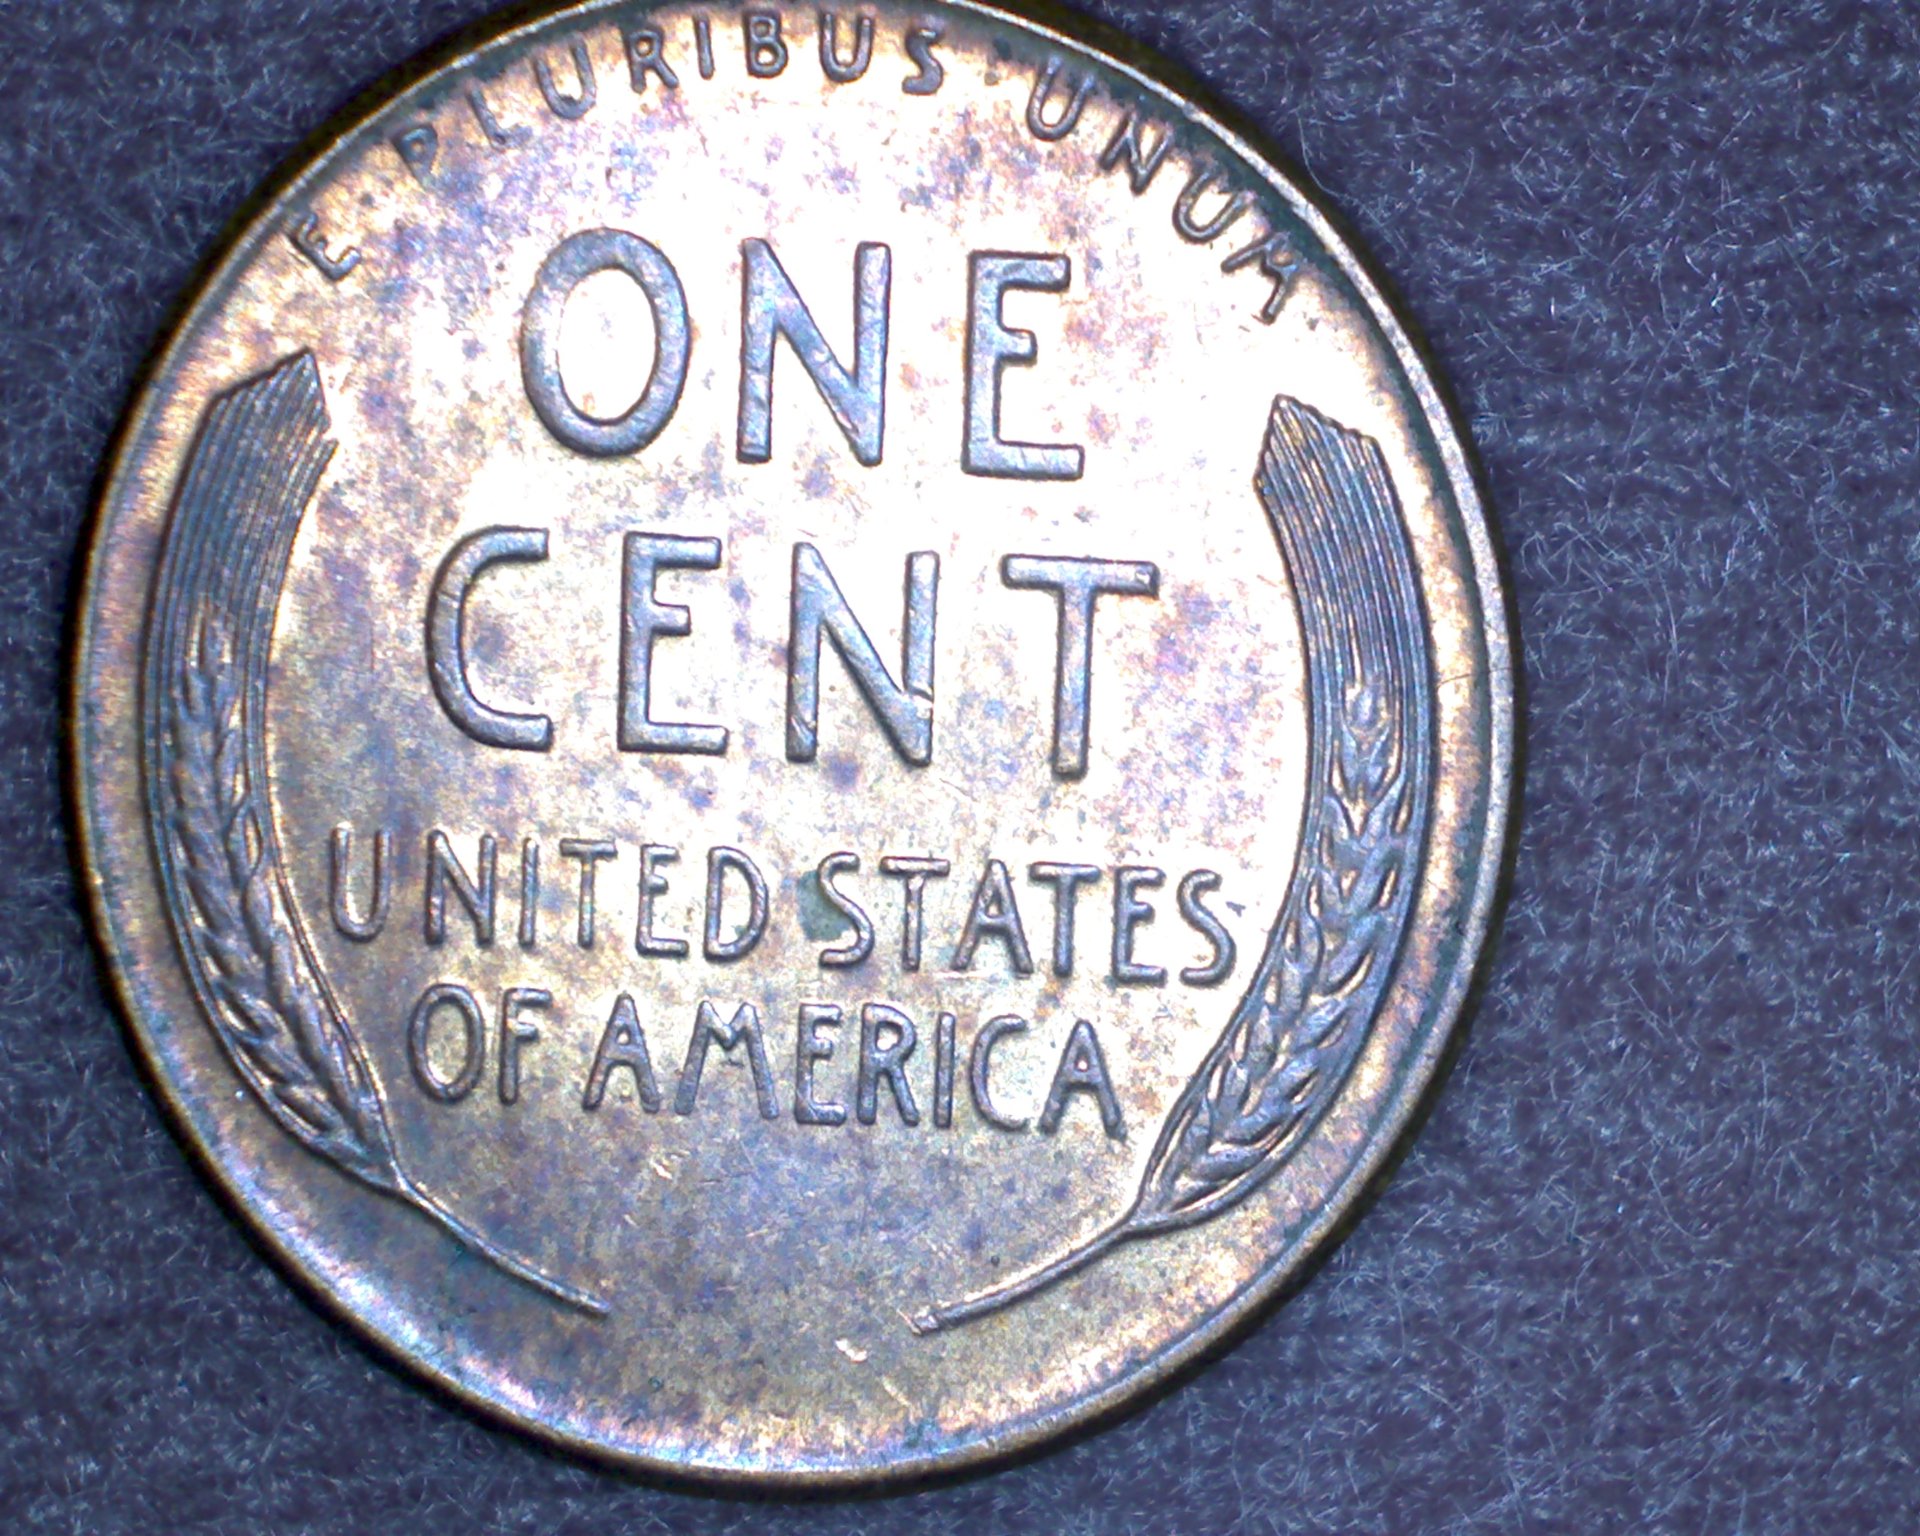 E PLURIBUS UNUM
ONE
CENT
UNITED STATES
OF AMERICA